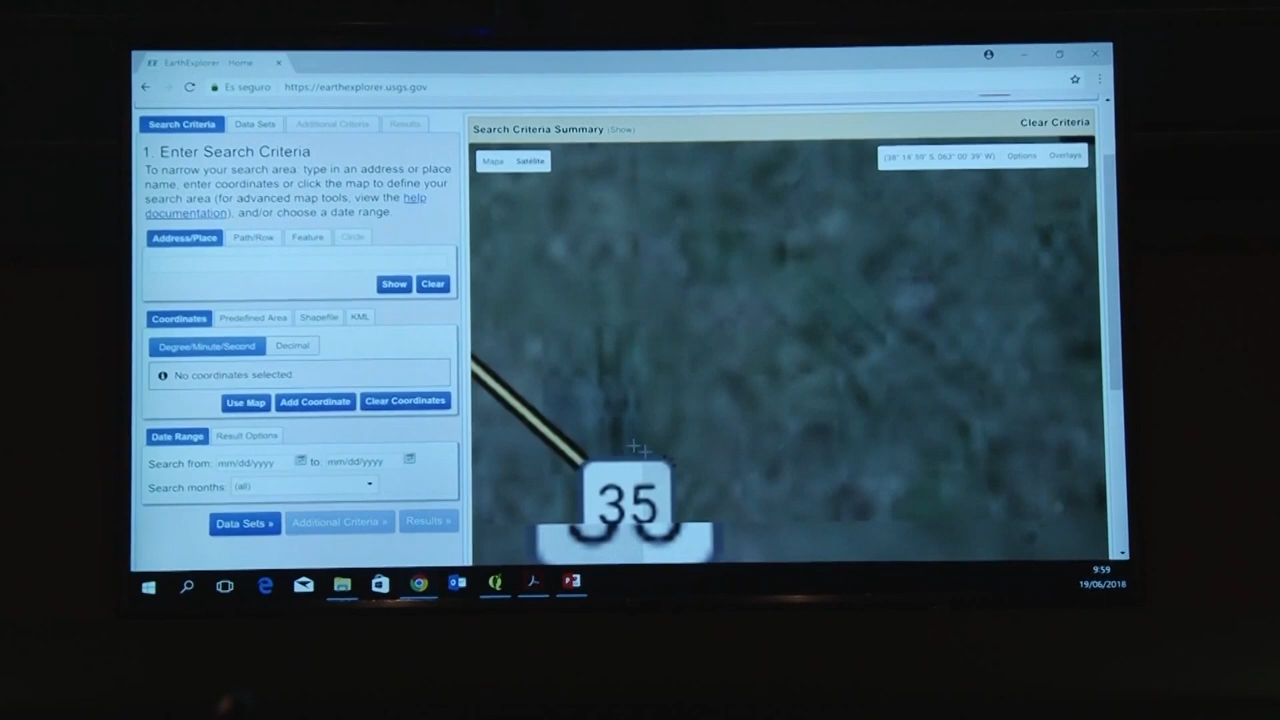 EarthExplorer - Home
Es seguro https://earthexplorer.usgs.gov
Search Criteria Data Sets Additional Criteria Results
1. Enter Search Criteria
To narrow your search area: type in an address or place
name, enter coordinates or click the map to define your
search area (for advanced map tools, view the help
documentation), and/or choose a date range.
Address/Place Path/Row Feature Circle
Show Clear
Coordinates Predefined Area Shapefile KML
Degree/Minute/Second Decimal
No coordinates selected.
Use Map Add Coordinate Clear Coordinates
Date Range Result Options
Search from: mm/dd/yyyy to: mm/dd/yyyy
Search months: (all)
Data Sets » Additional Criteria » Results »
Search Criteria Summary (Show) Clear Criteria
Mapa Satélite
(38° 14' 59" S, 063° 00' 39" W) Options Overlays
35
9:59
19/06/2018